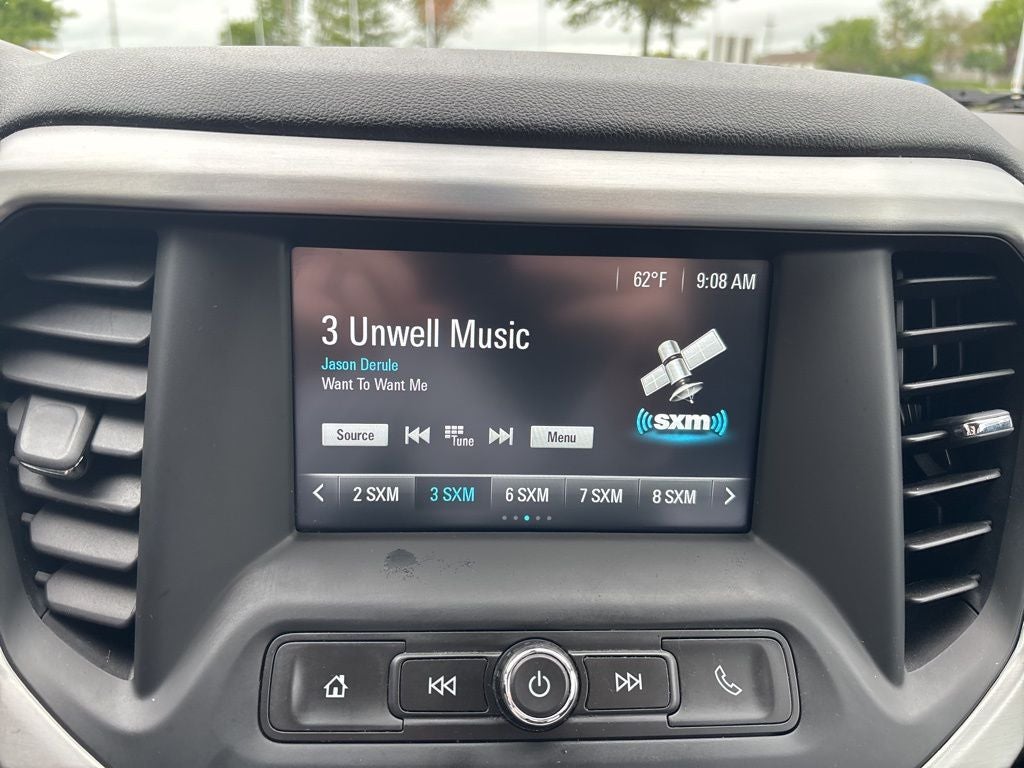 62°F 9:08 AM
3 Unwell Music
Jason Derule
Want To Want Me
sxm
Source Tune Menu
2 SXM 3 SXM 6 SXM 7 SXM 8 SXM